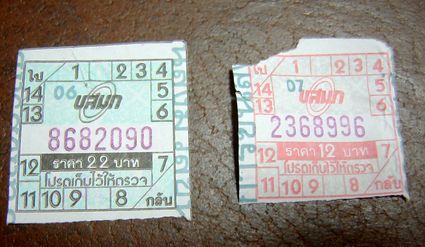 ไป 1 2 3 4
14 06 ขสมก 5
13 6
8682090
12 ราคา 22 บาท 7
โปรดเก็บไว้ให้ตรวจ
11 10 9 8 กลับ
1 2 3 4
14 07 ขสมก 5
13 6
2368996
12 ราคา 12 บาท 7
โปรดเก็บไว้ให้ตรวจ
11 10 9 8 กลับ